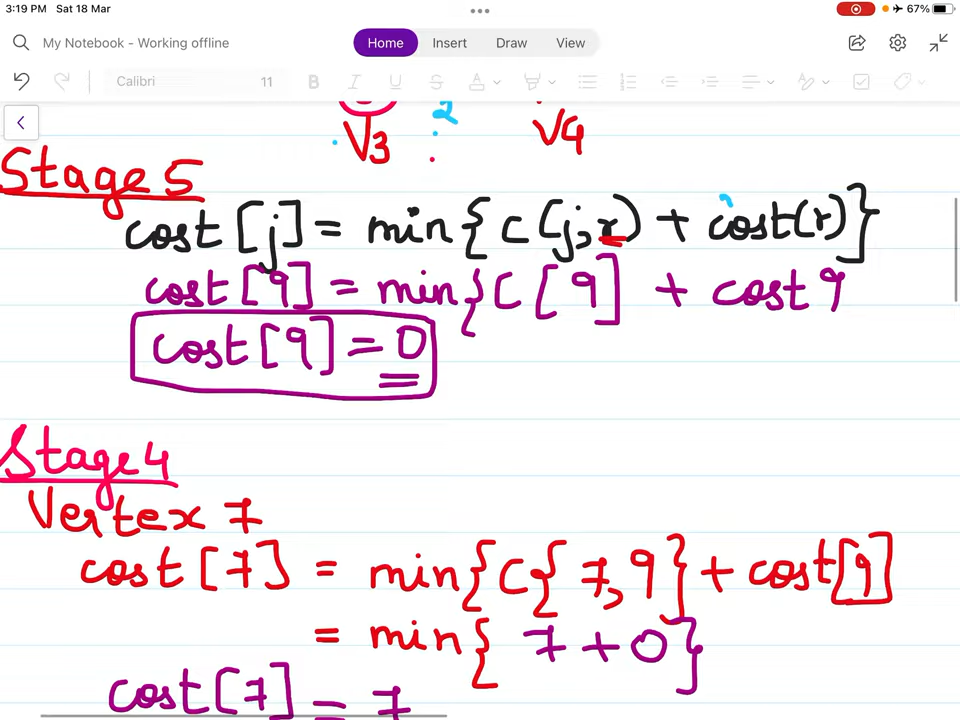 3:19 PM Sat 18 Mar 67%
My Notebook - Working offline Home Insert Draw View
Calibri 11 B I U S A
2
V3 V4
Stage 5
cost [j] = min{ c (j,r) + cost(r)}
cost [9] = min{ C [ 9] + cost 9
cost [9] = 0
Stage 4
Vertex 7
cost [7] = min{ C{ 7,9} + cost[9]
= min{ 7 + 0}
cost [7] = 7